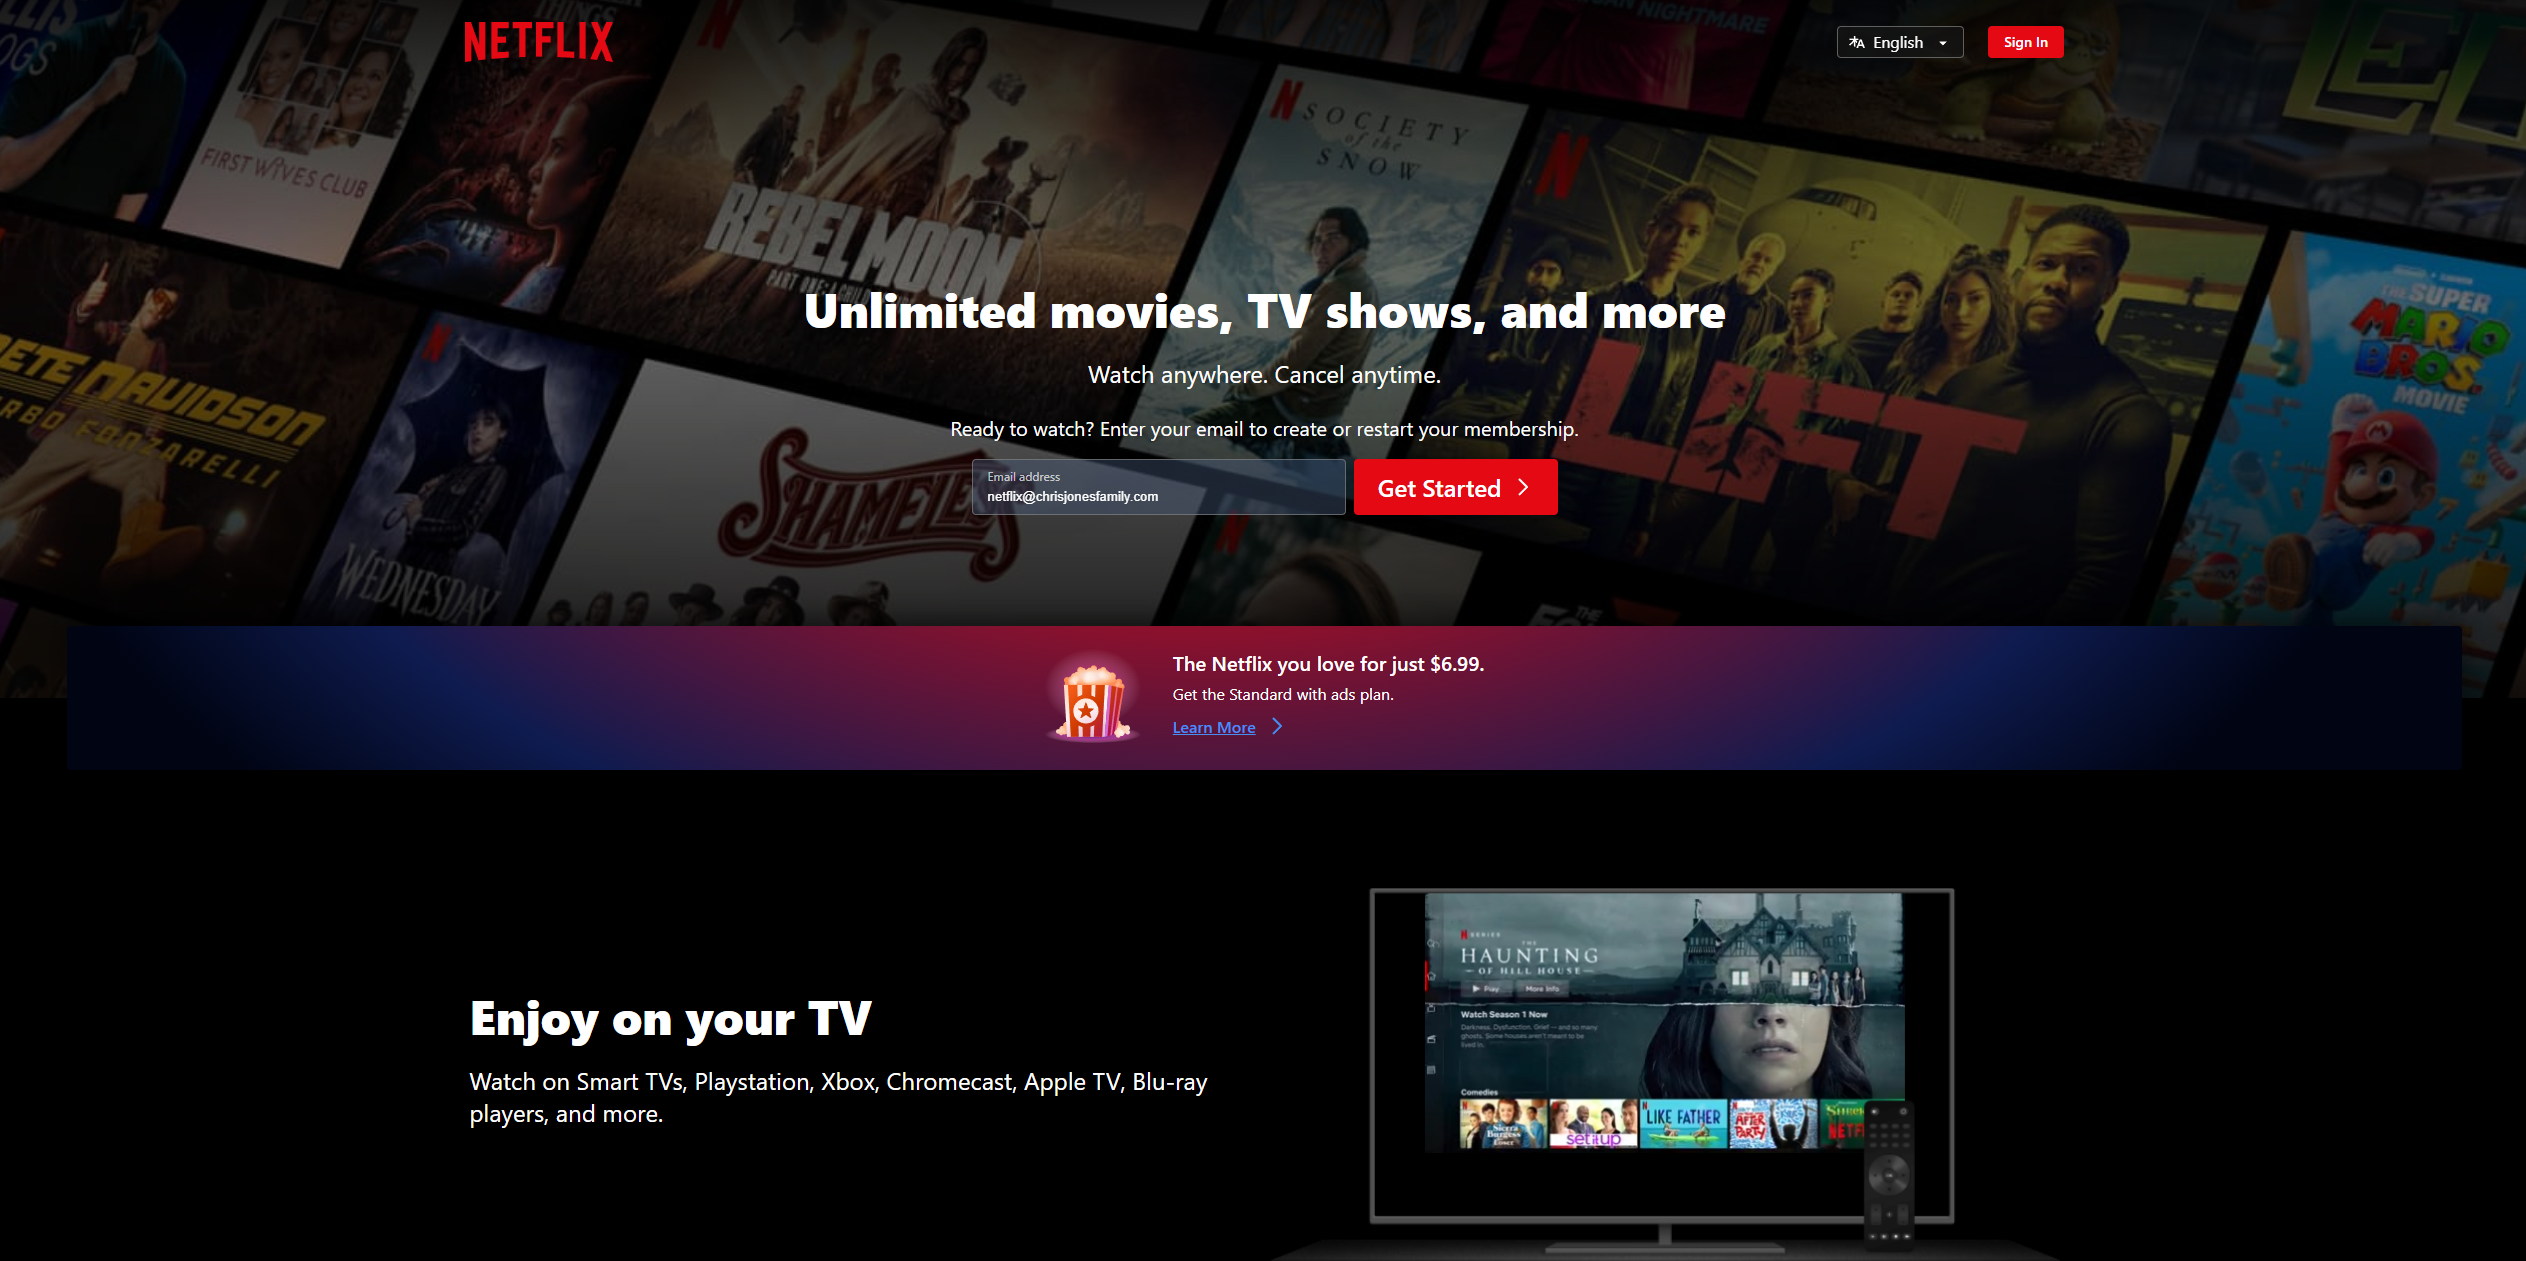 NETFLIX
English
Sign In
FIRST WIVES CLUB
REBEL MOON
SOCIETY
of the
SNOW
NIGHTMARE
THE SUPER
MARIO
BROS.
MOVIE
LIFT
PETE DAVIDSON
TURBO FONZARELLI
WEDNESDAY
SHAMELESS
Unlimited movies, TV shows, and more
Watch anywhere. Cancel anytime.
Ready to watch? Enter your email to create or restart your membership.
Email address
netflix@chrisjonesfamily.com
Get Started
The Netflix you love for just $6.99.
Get the Standard with ads plan.
Learn More
Enjoy on your TV
Watch on Smart TVs, Playstation, Xbox, Chromecast, Apple TV, Blu-ray
players, and more.
N SERIES
THE
HAUNTING
OF HILL HOUSE
Play
More Info
Watch Season 1 Now
Darkness, Dysfunction, Grief — and so many
ghosts. Some houses aren't meant to be
lived in.
Comedies
Sierra
Burgess
Loser
set it up
LIKE FATHER
AFTER
PARTY